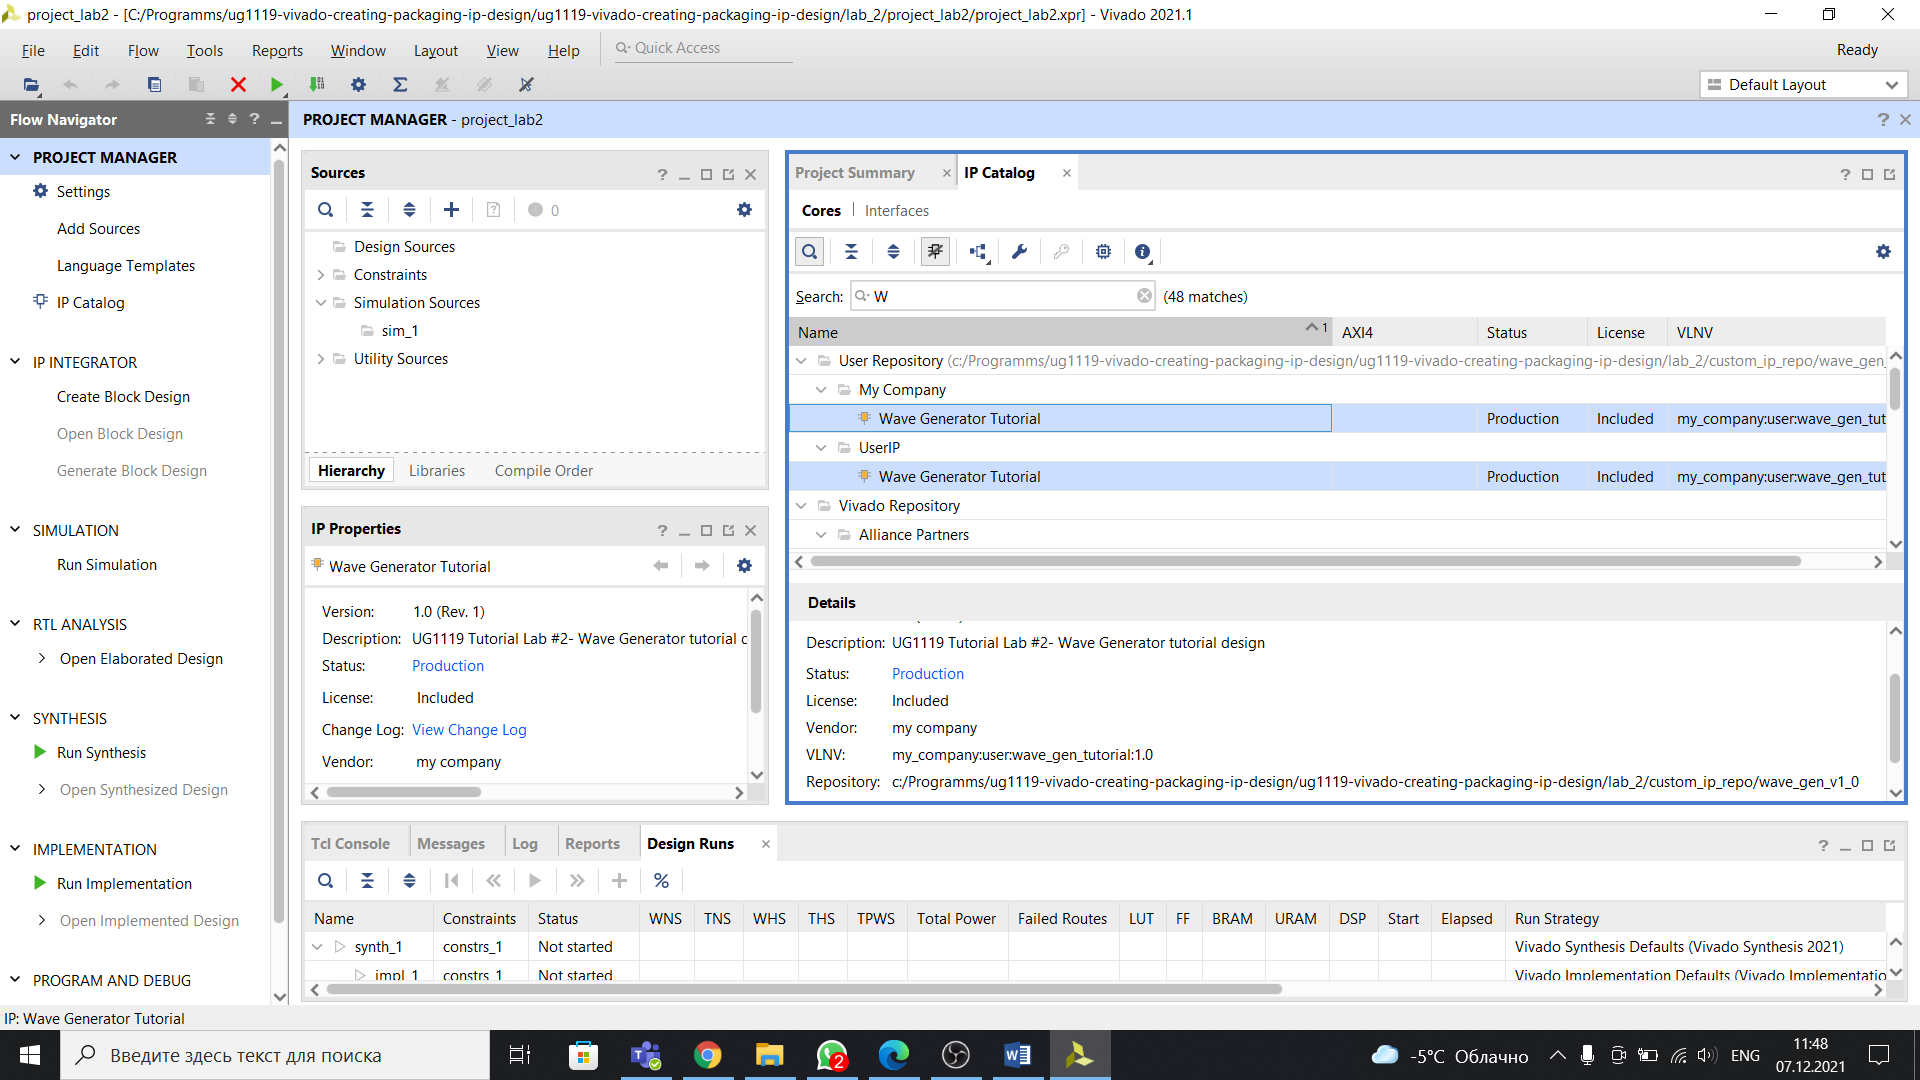 project_lab2 - [C:/Programms/ug1119-vivado-creating-packaging-ip-design/ug1119-vivado-creating-packaging-ip-design/lab_2/project_lab2/project_lab2.xpr] - Vivado 2021.1
File Edit Flow Tools Reports Window Layout View Help Quick Access Ready
Default Layout
Flow Navigator
PROJECT MANAGER
Settings
Add Sources
Language Templates
IP Catalog
IP INTEGRATOR
Create Block Design
Open Block Design
Generate Block Design
SIMULATION
Run Simulation
RTL ANALYSIS
Open Elaborated Design
SYNTHESIS
Run Synthesis
Open Synthesized Design
IMPLEMENTATION
Run Implementation
Open Implemented Design
PROGRAM AND DEBUG
PROJECT MANAGER - project_lab2
Sources
0
Design Sources
Constraints
Simulation Sources
sim_1
Utility Sources
Hierarchy Libraries Compile Order
IP Properties
Wave Generator Tutorial
Version: 1.0 (Rev. 1)
Description: UG1119 Tutorial Lab #2- Wave Generator tutorial c
Status: Production
License: Included
Change Log: View Change Log
Vendor: my company
Project Summary IP Catalog
Cores Interfaces
Search: W (48 matches)
Name 1 AXI4 Status License VLNV
User Repository (c:/Programms/ug1119-vivado-creating-packaging-ip-design/ug1119-vivado-creating-packaging-ip-design/lab_2/custom_ip_repo/wave_gen_
My Company
Wave Generator Tutorial Production Included my_company:user:wave_gen_tut
UserIP
Wave Generator Tutorial Production Included my_company:user:wave_gen_tut
Vivado Repository
Alliance Partners
Details
Description: UG1119 Tutorial Lab #2- Wave Generator tutorial design
Status: Production
License: Included
Vendor: my company
VLNV: my_company:user:wave_gen_tutorial:1.0
Repository: c:/Programms/ug1119-vivado-creating-packaging-ip-design/ug1119-vivado-creating-packaging-ip-design/lab_2/custom_ip_repo/wave_gen_v1_0
Tcl Console Messages Log Reports Design Runs
Name Constraints Status WNS TNS WHS THS TPWS Total Power Failed Routes LUT FF BRAM URAM DSP Start Elapsed Run Strategy
synth_1 constrs_1 Not started Vivado Synthesis Defaults (Vivado Synthesis 2021)
impl_1 constrs_1 Not started Vivado Implementation Defaults (Vivado Implementatio
IP: Wave Generator Tutorial
Введите здесь текст для поиска
2
-5°C Облачно
ENG
11:48
07.12.2021